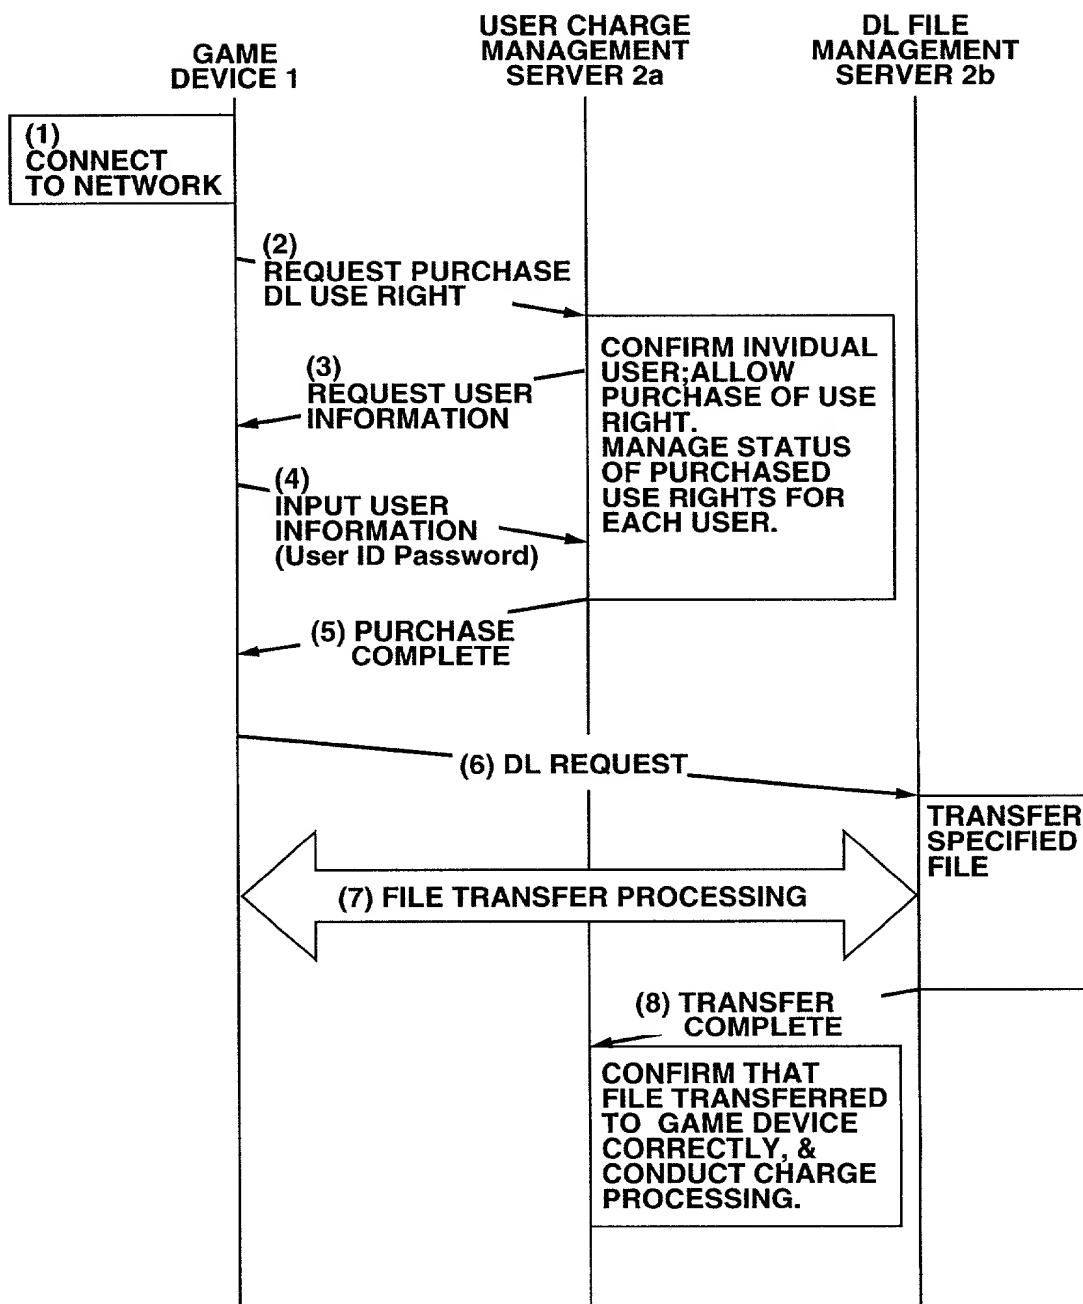 GAME
DEVICE 1
USER CHARGE
MANAGEMENT
SERVER 2a
DL FILE
MANAGEMENT
SERVER 2b
(1)
CONNECT
TO NETWORK
(2)
REQUEST PURCHASE
DL USE RIGHT
(3)
REQUEST USER
INFORMATION
CONFIRM INVIDUAL
USER;ALLOW
PURCHASE OF USE
RIGHT.
MANAGE STATUS
OF PURCHASED
USE RIGHTS FOR
EACH USER.
(4)
INPUT USER
INFORMATION
(User ID Password)
(5) PURCHASE
COMPLETE
(6) DL REQUEST
TRANSFER
SPECIFIED
FILE
(7) FILE TRANSFER PROCESSING
(8) TRANSFER
COMPLETE
CONFIRM THAT
FILE TRANSFERRED
TO GAME DEVICE
CORRECTLY, &
CONDUCT CHARGE
PROCESSING.